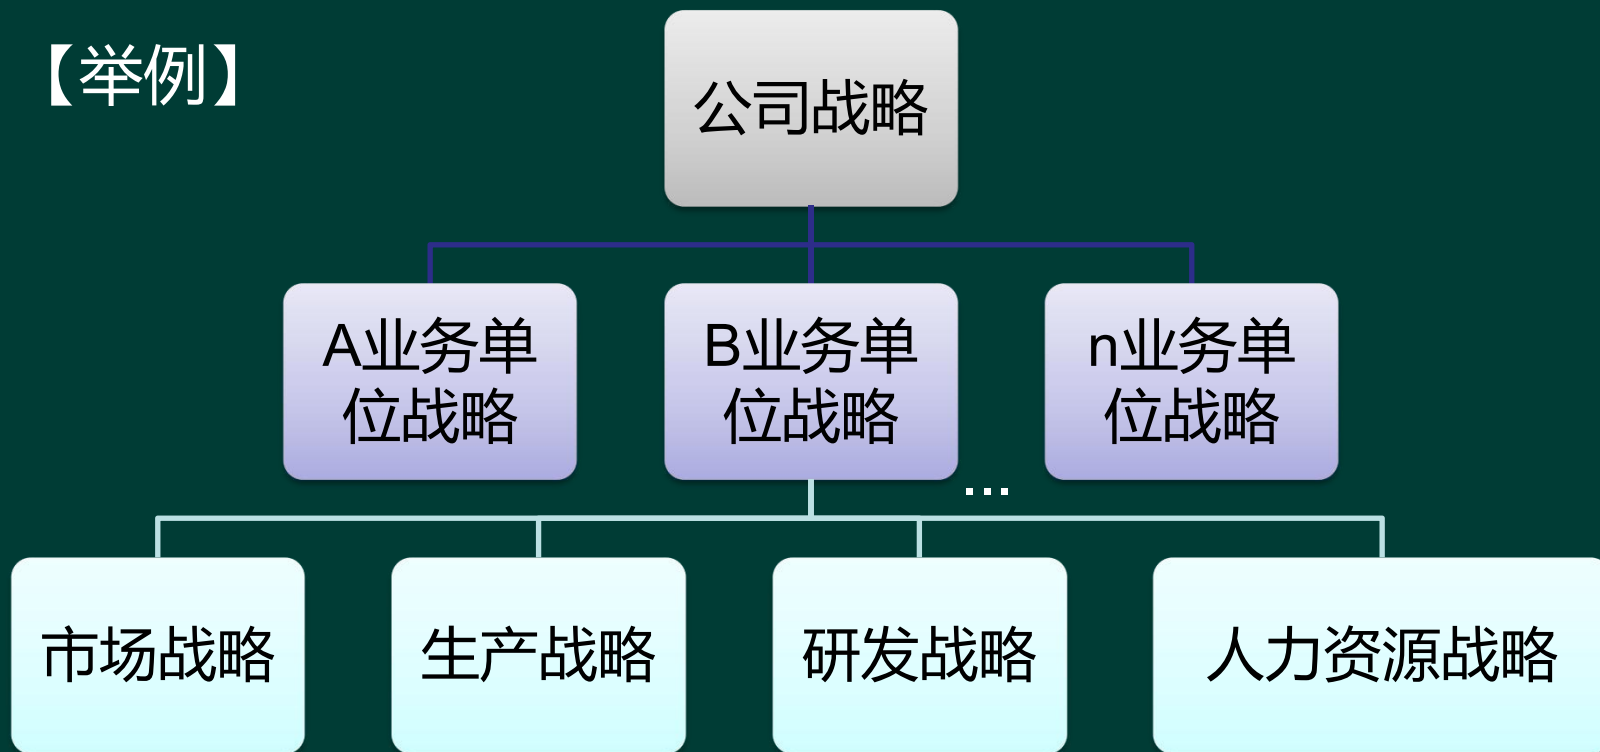 【举例】
公司战略
A业务单
位战略
B业务单
位战略
n业务单
位战略
…
市场战略
生产战略
研发战略
人力资源战略